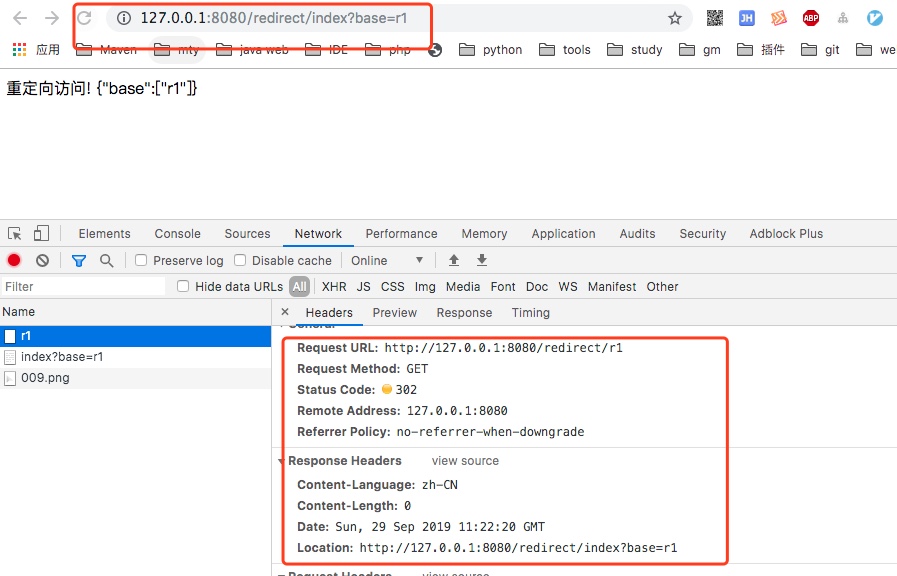 127.0.0.1:8080/redirect/index?base=r1
JH
ABP
应用 Maven mty java web IDE php python tools study gm 插件 git we
重定向访问! {"base":["r1"]}
Elements Console Sources Network Performance Memory Application Audits Security Adblock Plus
Preserve log Disable cache Online
Filter Hide data URLs All XHR JS CSS Img Media Font Doc WS Manifest Other
Name
r1
index?base=r1
009.png
× Headers Preview Response Timing
General
Request URL: http://127.0.0.1:8080/redirect/r1
Request Method: GET
Status Code: 302
Remote Address: 127.0.0.1:8080
Referrer Policy: no-referrer-when-downgrade
Response Headers view source
Content-Language: zh-CN
Content-Length: 0
Date: Sun, 29 Sep 2019 11:22:20 GMT
Location: http://127.0.0.1:8080/redirect/index?base=r1
Request Headers view source